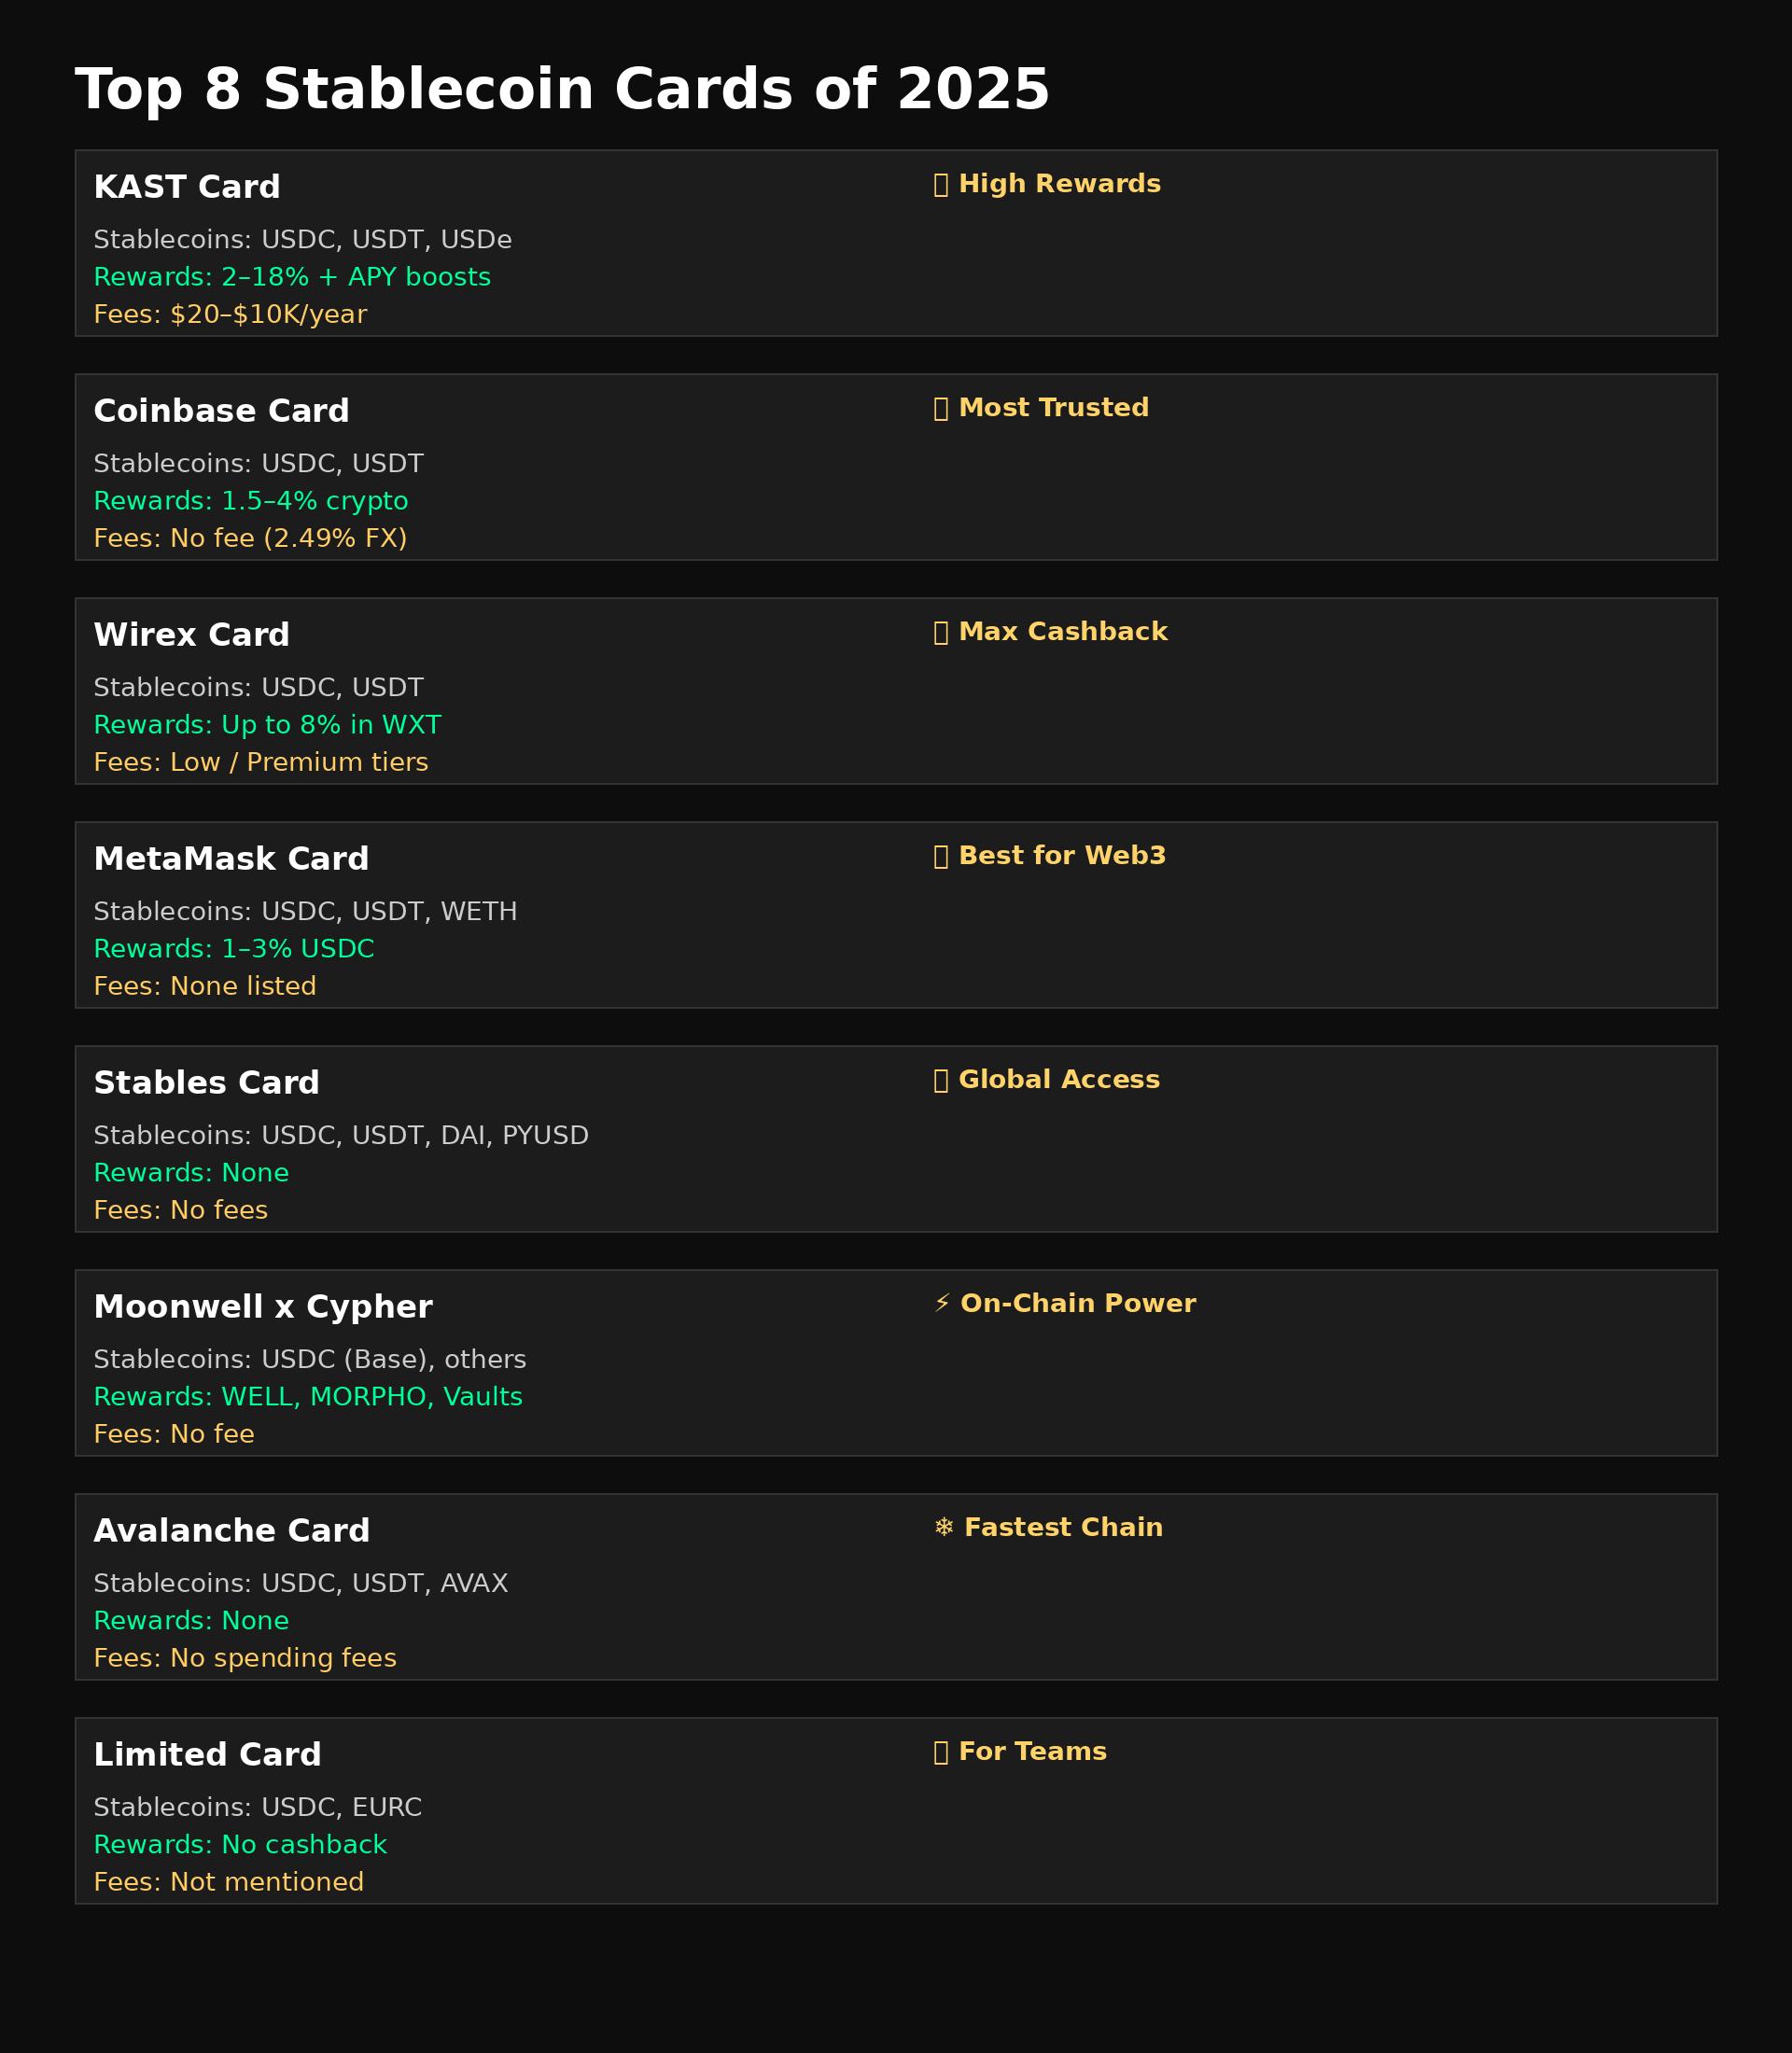 Top 8 Stablecoin Cards of 2025
KAST Card
High Rewards
Stablecoins: USDC, USDT, USDe
Rewards: 2–18% + APY boosts
Fees: $20–$10K/year
Coinbase Card
Most Trusted
Stablecoins: USDC, USDT
Rewards: 1.5–4% crypto
Fees: No fee (2.49% FX)
Wirex Card
Max Cashback
Stablecoins: USDC, USDT
Rewards: Up to 8% in WXT
Fees: Low / Premium tiers
MetaMask Card
Best for Web3
Stablecoins: USDC, USDT, WETH
Rewards: 1–3% USDC
Fees: None listed
Stables Card
Global Access
Stablecoins: USDC, USDT, DAI, PYUSD
Rewards: None
Fees: No fees
Moonwell x Cypher
⚡ On-Chain Power
Stablecoins: USDC (Base), others
Rewards: WELL, MORPHO, Vaults
Fees: No fee
Avalanche Card
❄ Fastest Chain
Stablecoins: USDC, USDT, AVAX
Rewards: None
Fees: No spending fees
Limited Card
For Teams
Stablecoins: USDC, EURC
Rewards: No cashback
Fees: Not mentioned